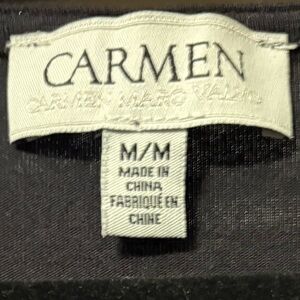 CARMEN
CARMEN MARC VALVO
M/M
MADE IN
CHINA
FABRIQUÉ EN
CHINE